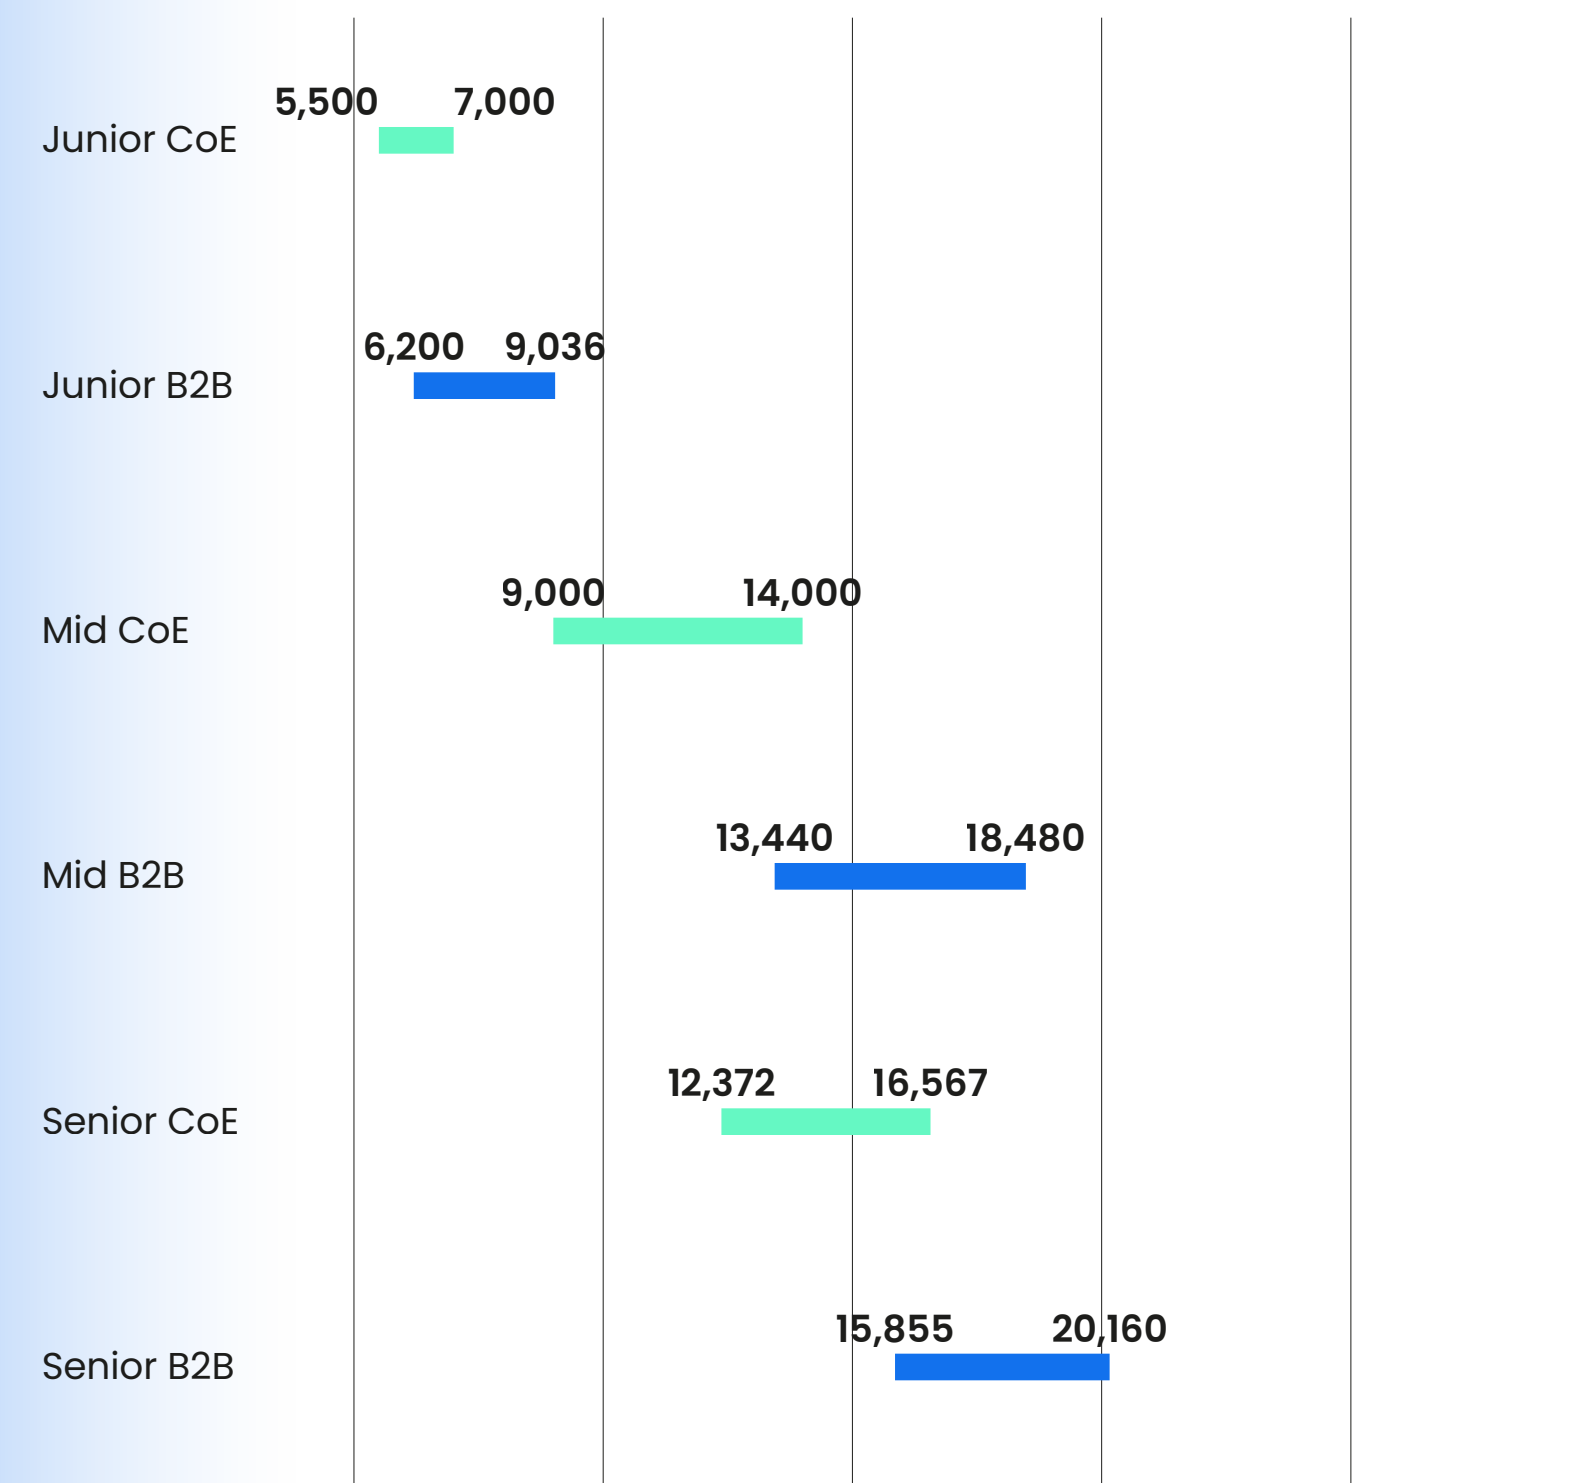 5,500 7,000
Junior CoE
6,200 9,036
Junior B2B
9,000 14,000
Mid CoE
13,440 18,480
Mid B2B
12,372 16,567
Senior CoE
15,855 20,160
Senior B2B